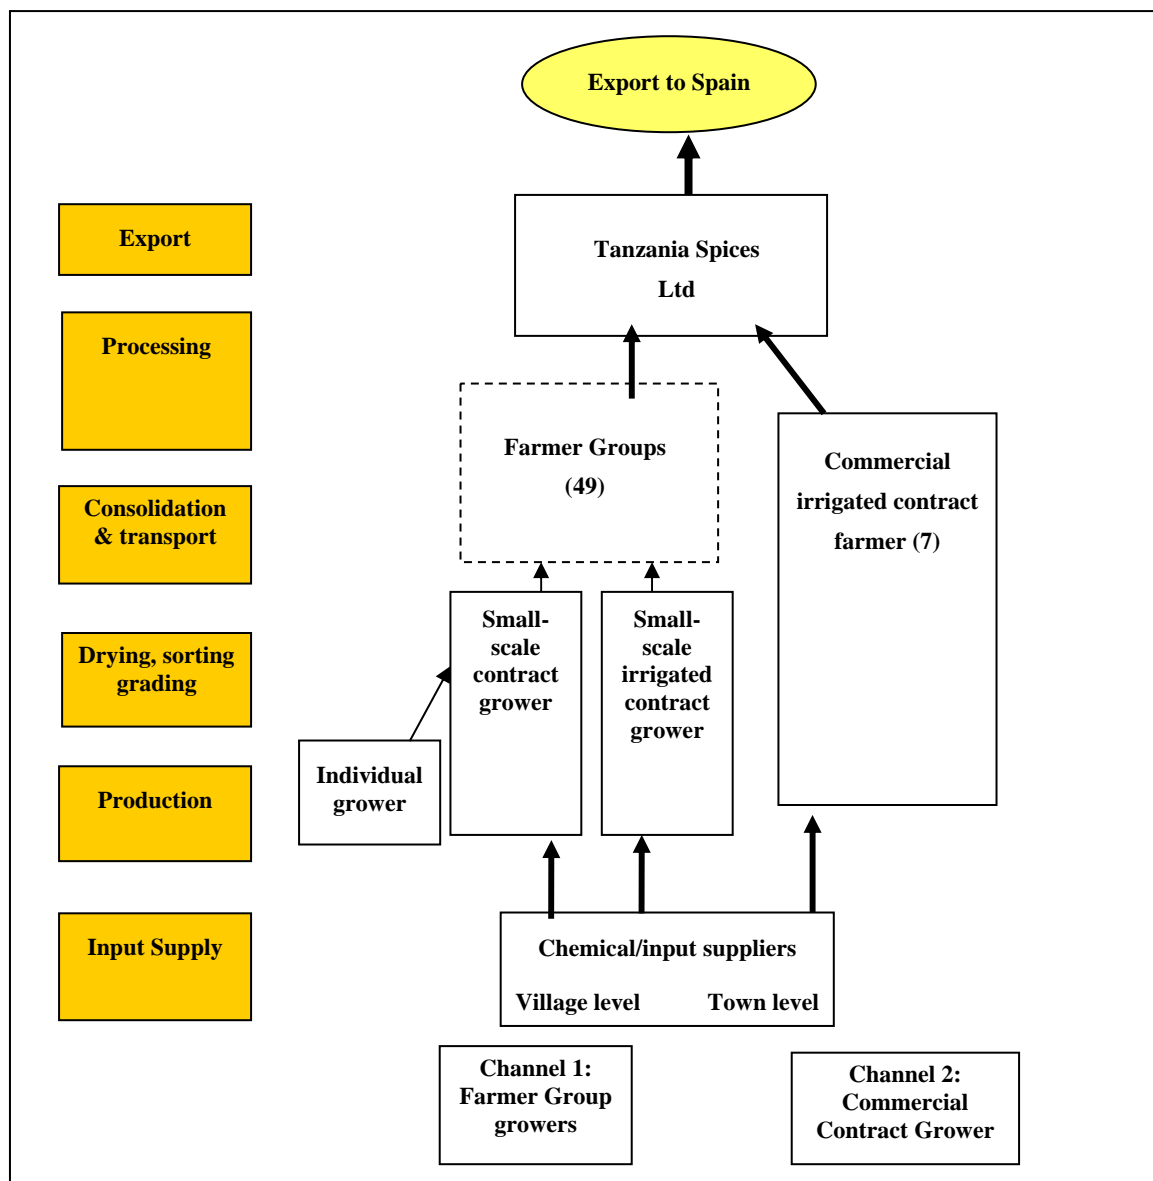 Export to Spain
Export
Tanzania Spices
Ltd
Processing
Farmer Groups
(49)
Commercial
irrigated contract
farmer (7)
Consolidation
& transport
Small-
scale
contract
grower
Small-
scale
irrigated
contract
grower
Drying, sorting
grading
Individual
grower
Production
Input Supply
Chemical/input suppliers
Village level Town level
Channel 1:
Farmer Group
growers
Channel 2:
Commercial
Contract Grower